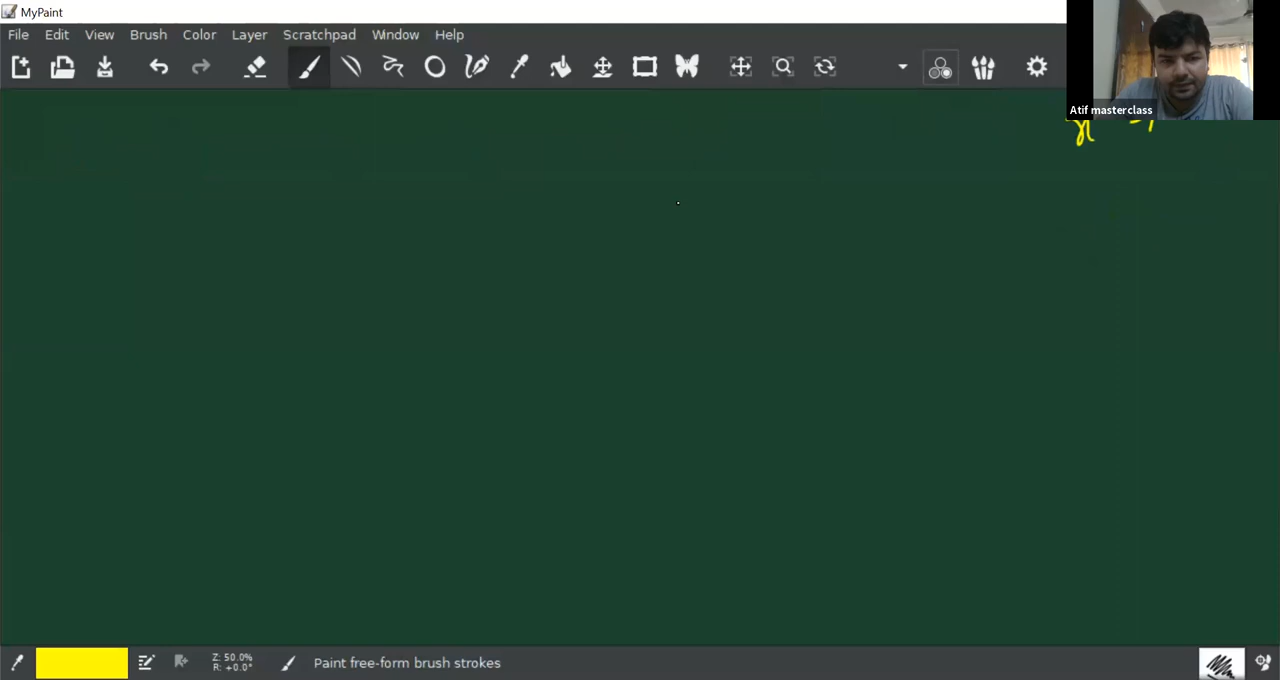 MyPaint
File Edit View Brush Color Layer Scratchpad Window Help
Atif masterclass
Z: 50.0%
R: +0.0°
Paint free-form brush strokes